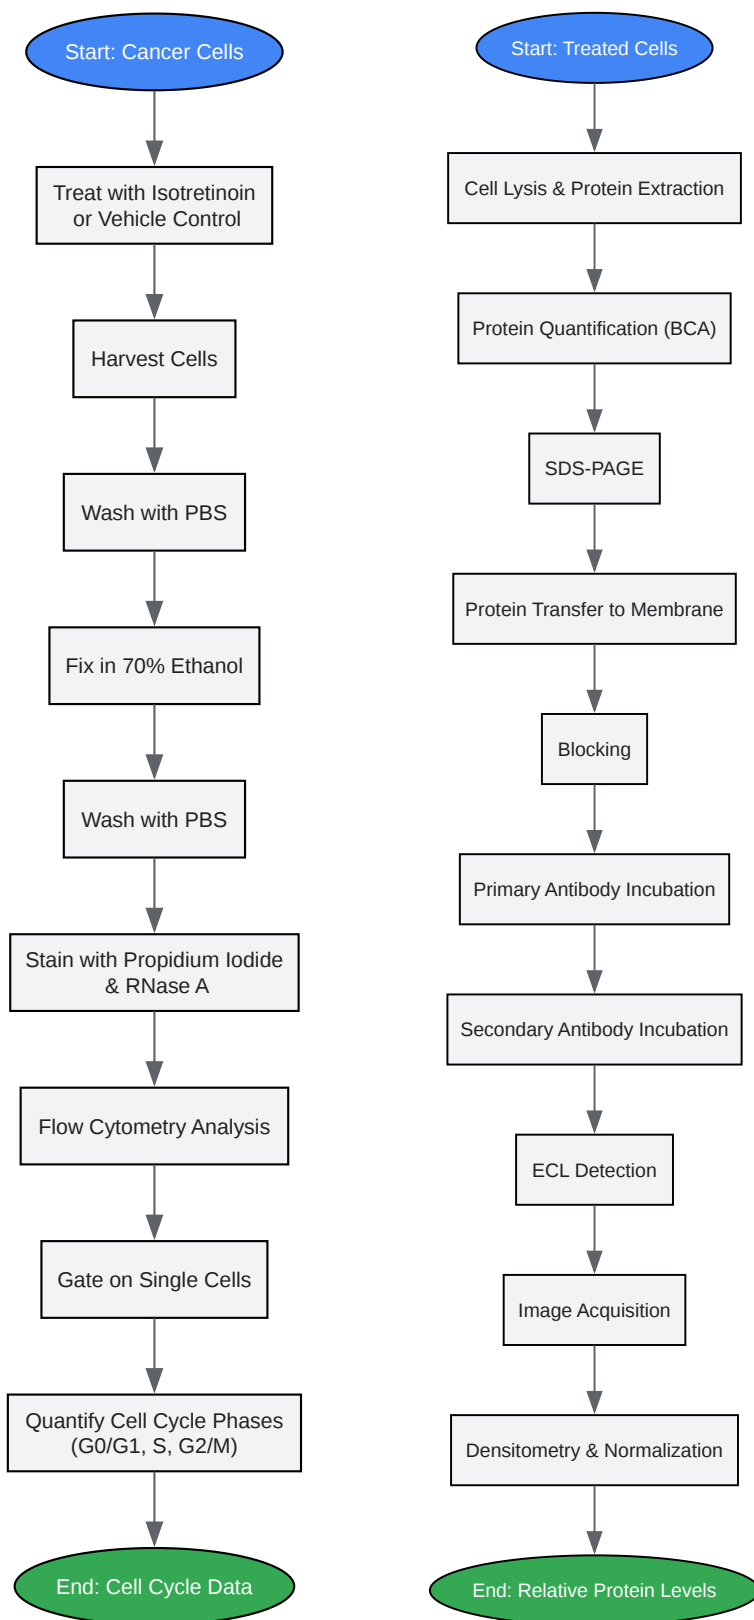 Start: Cancer Cells
Treat with Isotretinoin
or Vehicle Control
Harvest Cells
Wash with PBS
Fix in 70% Ethanol
Wash with PBS
Stain with Propidium Iodide
& RNase A
Flow Cytometry Analysis
Gate on Single Cells
Quantify Cell Cycle Phases
(G0/G1, S, G2/M)
End: Cell Cycle Data
Start: Treated Cells
Cell Lysis & Protein Extraction
Protein Quantification (BCA)
SDS-PAGE
Protein Transfer to Membrane
Blocking
Primary Antibody Incubation
Secondary Antibody Incubation
ECL Detection
Image Acquisition
Densitometry & Normalization
End: Relative Protein Levels